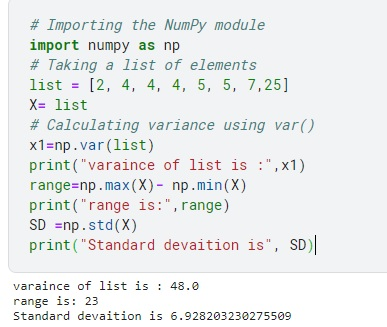 # Importing the NumPy module
import numpy as np
# Taking a list of elements
list = [2, 4, 4, 4, 5, 5, 7,25]
X= list
# Calculating variance using var()
x1=np.var(list)
print("varaince of list is :",x1)
range=np.max(X)- np.min(X)
print("range is:",range)
SD =np.std(X)
print("Standard devaition is", SD)
varaince of list is : 48.0
range is: 23
Standard devaition is 6.928203230275509